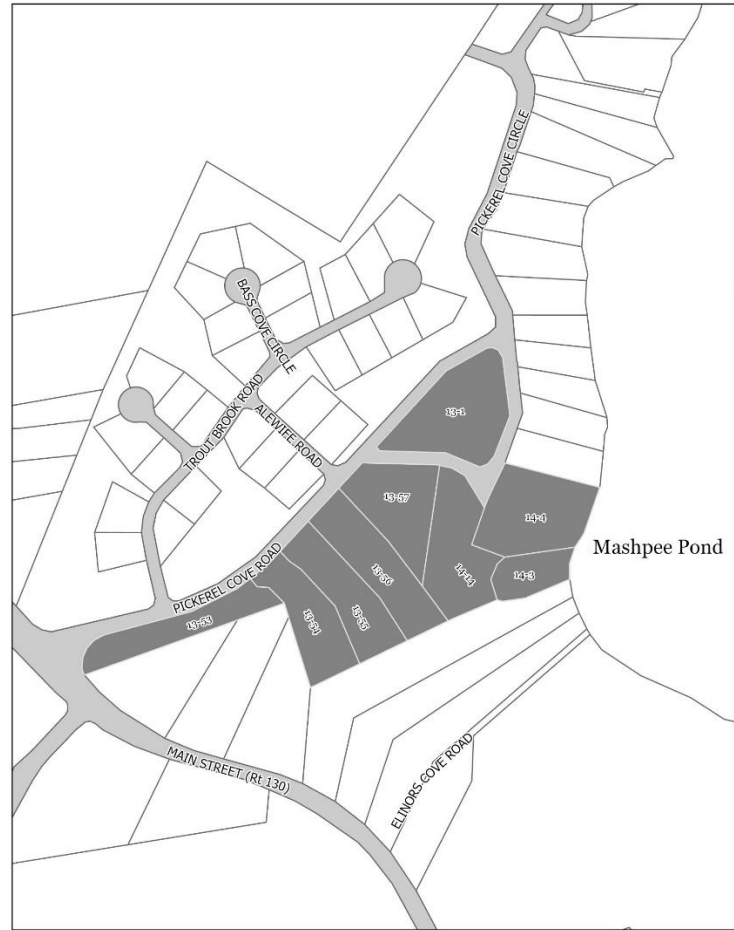 PICKEREL COVE CIRCLE
BASS COVE CIRCLE
TROUT BROOK ROAD
ALEWIFE ROAD
13-1
13-57
14-4
Mashpee Pond
13-56
14-14
14-3
PICKEREL COVE ROAD
13-53
13-54
13-55
MAIN STREET (Rt 130)
ELINORS COVE ROAD